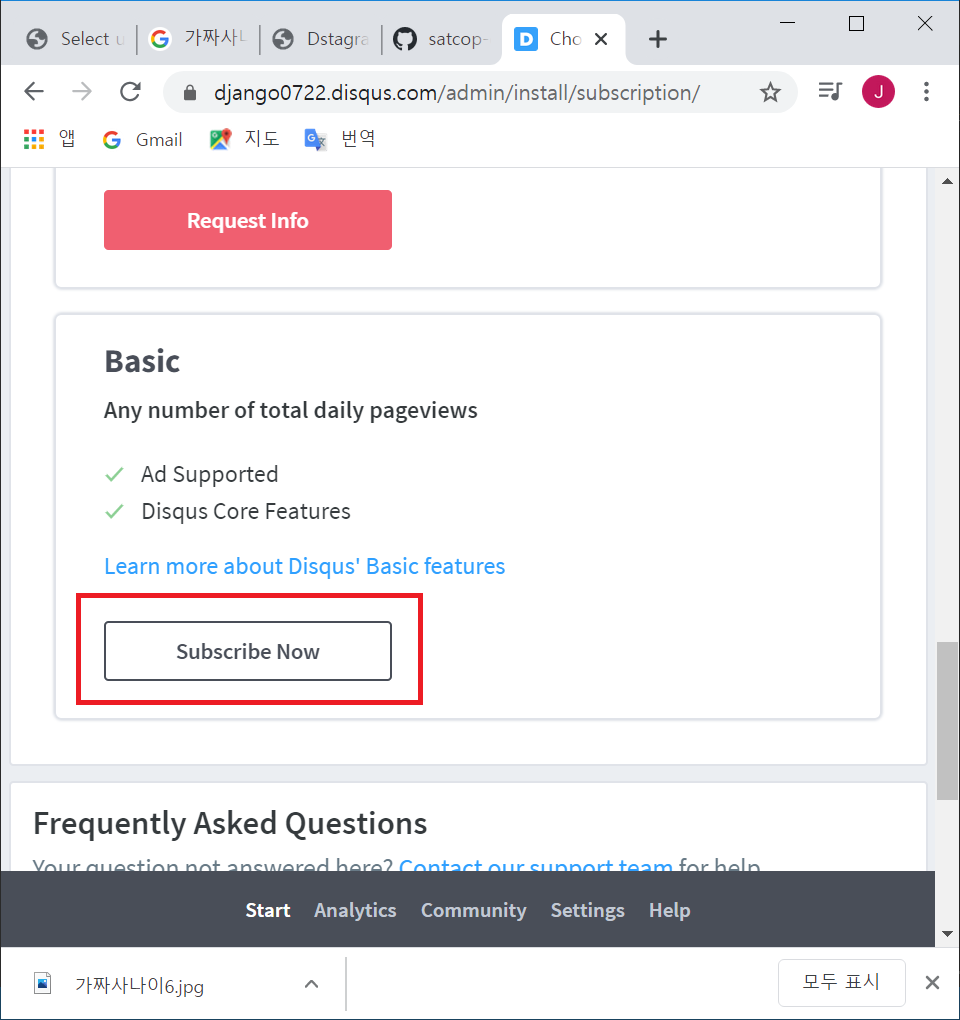 Select u
가짜사나
Dstagra
satcop-
Cho
django0722.disqus.com/admin/install/subscription/
J
앱
Gmail
지도
번역
Request Info
Basic
Any number of total daily pageviews
Ad Supported
Disqus Core Features
Learn more about Disqus' Basic features
Subscribe Now
Frequently Asked Questions
Your question not answered here? Contact our support team for help.
Start Analytics Community Settings Help
가짜사나이6.jpg
모두 표시